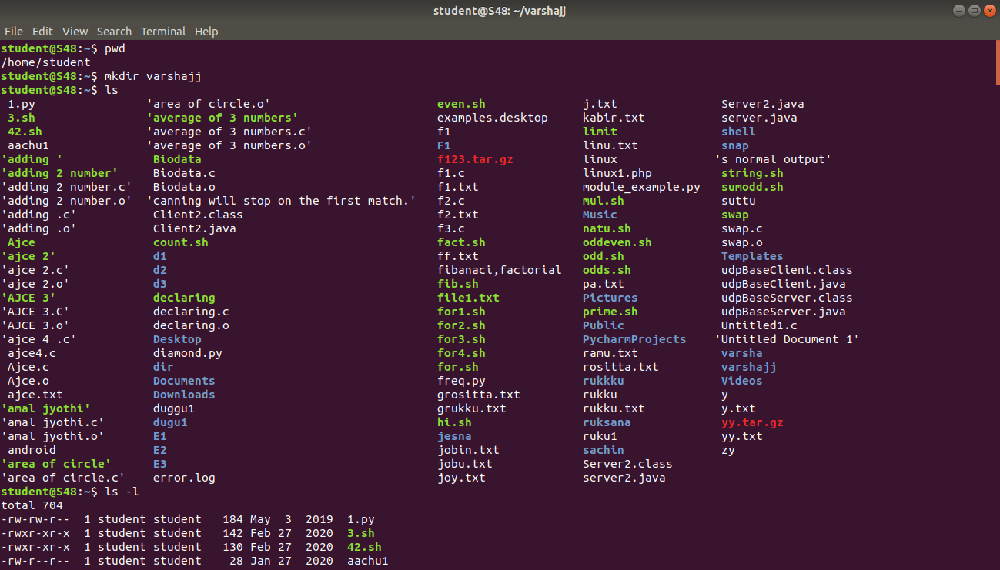 student@S48: ~/varshajj
File Edit View Search Terminal Help
student@S48:~$ pwd
/home/student
student@S48:~$ mkdir varshajj
student@S48:~$ ls
 1.py                'area of circle.o'                         even.sh              j.txt               Server2.java
 3.sh                'average of 3 numbers'                     examples.desktop     kabir.txt           server.java
 42.sh               'average of 3 numbers.c'                   f1                   limit               shell
 aachu1              'average of 3 numbers.o'                   F1                   linu.txt            snap
'adding '             Biodata                                   f123.tar.gz          linux              's normal output'
'adding 2 number'     Biodata.c                                 f1.c                 linux1.php          string.sh
'adding 2 number.c'   Biodata.o                                 f1.txt               module_example.py   sumodd.sh
'adding 2 number.o'  'canning will stop on the first match.'    f2.c                 mul.sh              suttu
'adding .c'           Client2.class                             f2.txt               Music               swap
'adding .o'           Client2.java                              f3.c                 natu.sh             swap.c
 Ajce                 count.sh                                  fact.sh              oddeven.sh          swap.o
'ajce 2'              d1                                        ff.txt               odd.sh              Templates
'ajce 2.c'            d2                                        fibanaci,factorial   odds.sh             udpBaseClient.class
'ajce 2.o'            d3                                        fib.sh               pa.txt              udpBaseClient.java
'AJCE 3'              declaring                                 file1.txt            Pictures            udpBaseServer.class
'AJCE 3.C'            declaring.c                               for1.sh              prime.sh            udpBaseServer.java
'AJCE 3.o'            declaring.o                               for2.sh              Public              Untitled1.c
'ajce 4 .c'           Desktop                                   for3.sh              PycharmProjects    'Untitled Document 1'
 ajce4.c              diamond.py                                for4.sh              ramu.txt            varsha
 Ajce.c               dir                                       for.sh               rositta.txt         varshajj
 Ajce.o               Documents                                 freq.py              rukkku              Videos
 ajce.txt             Downloads                                 grositta.txt         rukku               y
'amal jyothi'         duggu1                                    grukku.txt           rukku.txt           y.txt
'amal jyothi.c'       dugu1                                     hi.sh                ruksana             yy.tar.gz
'amal jyothi.o'       E1                                        jesna                ruku1               yy.txt
 android              E2                                        jobin.txt            sachin              zy
'area of circle'      E3                                        jobu.txt             Server2.class
'area of circle.c'    error.log                                 joy.txt              server2.java
student@S48:~$ ls -l
total 704
-rw-rw-r--  1 student student   184 May  3  2019  1.py
-rwxr-xr-x  1 student student   142 Feb 27  2020  3.sh
-rwxr-xr-x  1 student student   130 Feb 27  2020  42.sh
-rw-r--r--  1 student student    28 Jan 27  2020  aachu1